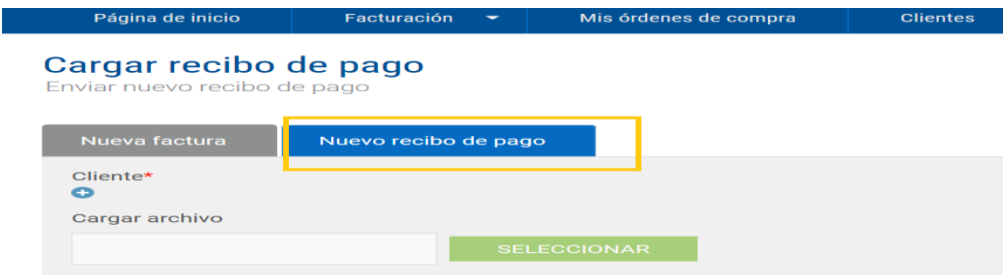 Página de inicio Facturación Mis órdenes de compra Clientes
Cargar recibo de pago
Enviar nuevo recibo de pago
Nueva factura Nuevo recibo de pago
Cliente*
Cargar archivo
SELECCIONAR